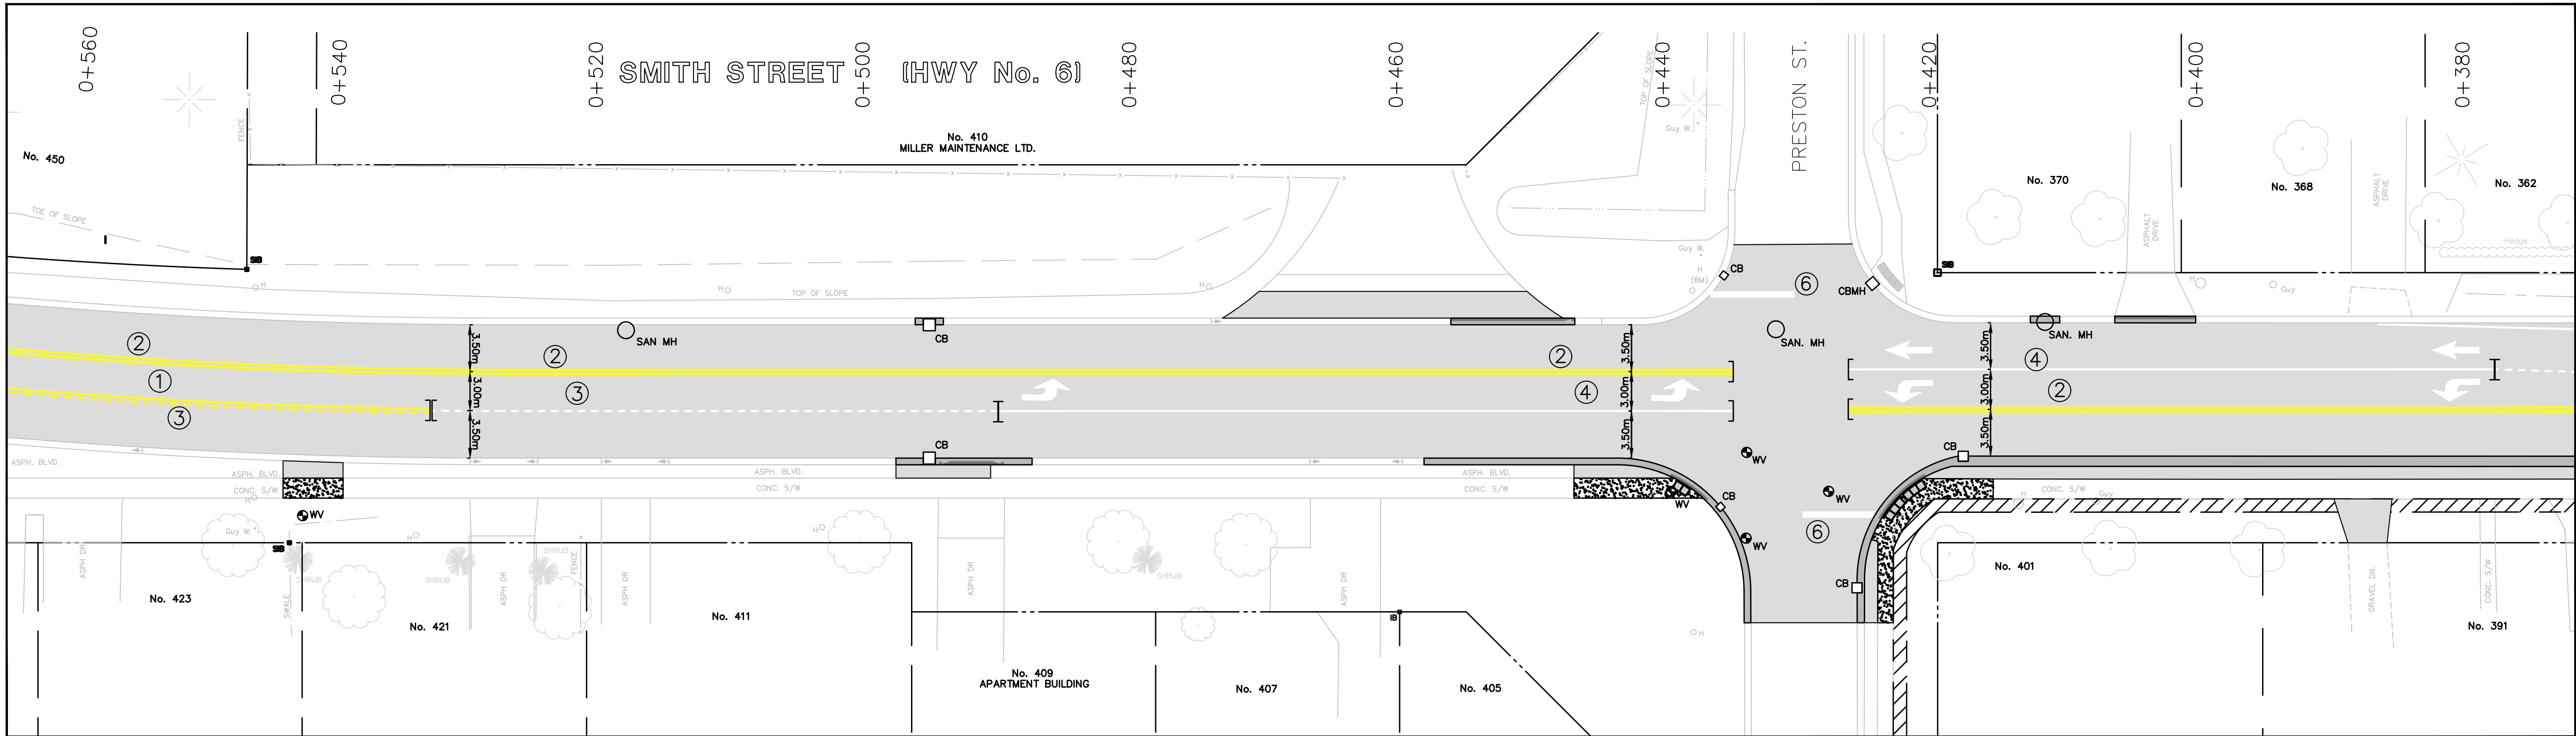 0+560
0+540
0+520
SMITH STREET (HWY No. 6)
0+500
0+480
0+460
0+440
PRESTON ST.
0+420
0+400
0+380
No. 450
No. 410
MILLER MAINTENANCE LTD.
No. 370
No. 368
No. 362
FENCE
TOP OF SLOPE
Guy W.
ASPHALT
DRIVE
ASPHALT
DRIVE
TOE OF SLOPE
SIB
H
H
TOP OF SLOPE
H
Guy W.
H
(BM)
CB
6
CBMH
SIB
H
Guy
Hedge
2
2
SAN MH
CB
2
SAN. MH
4
SAN. MH
3.50m
3.00m
3.50m
1
3
3
4
3.50m
3.00m
3.50m
2
3.50m
3.00m
3.50m
ASPH. BLVD.
ASPH. BLVD.
CONC. S/W
H
CB
ASPH. BLVD.
CONC. S/W
ASPH. BLVD.
CONC. S/W
WV
WV
CB
WV
WV
6
CB
CB
CONC. S/W
H
Guy
WV
Guy W.
SIB
H
H
ASPH DR.
SHRUB
SWALE
SHRUB
ASPH DR
SHRUB
FENCE
ASPH DR
ASPH DR
SHRUB
ASPH DR
IB
H
GRAVEL DR.
CONC. S/W
No. 423
No. 421
No. 411
No. 409
APARTMENT BUILDING
No. 407
No. 405
No. 401
No. 391